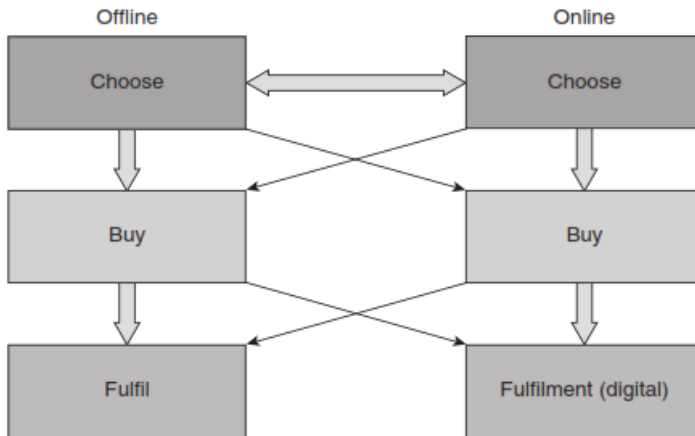 Offline
Online
Choose
Choose
Buy
Buy
Fulfil
Fulfilment (digital)